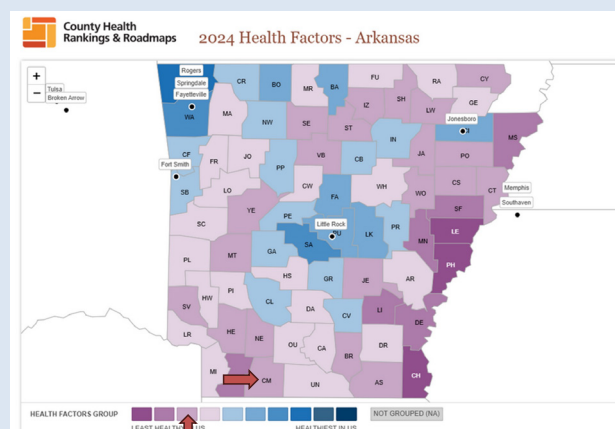 County Health
Rankings & Roadmaps
2024 Health Factors - Arkansas
+
−
Tulsa
Broken Arrow
Rogers
Springdale
Fayetteville
WA
CR
BO
MR
BA
FU
RA
CY
MA
NW
SE
IZ
SH
LW
GE
Jonesboro
ST
IN
MS
CF
FR
JO
PP
VB
CB
JA
PO
Fort Smith
SB
LO
CW
WH
WO
CS
CT
Memphis
Southaven
YE
FA
SF
SC
PE
Little Rock
PU
LK
PR
MN
LE
GA
SA
PL
MT
HS
GR
JE
AR
PH
SV
HW
PI
CL
DA
CV
LI
DE
LR
HE
NE
OU
CA
BR
DR
MI
CM
UN
AS
CH
HEALTH FACTORS GROUP
NOT GROUPED (NA)
LEAST HEALTHY IN US
HEALTHIEST IN US